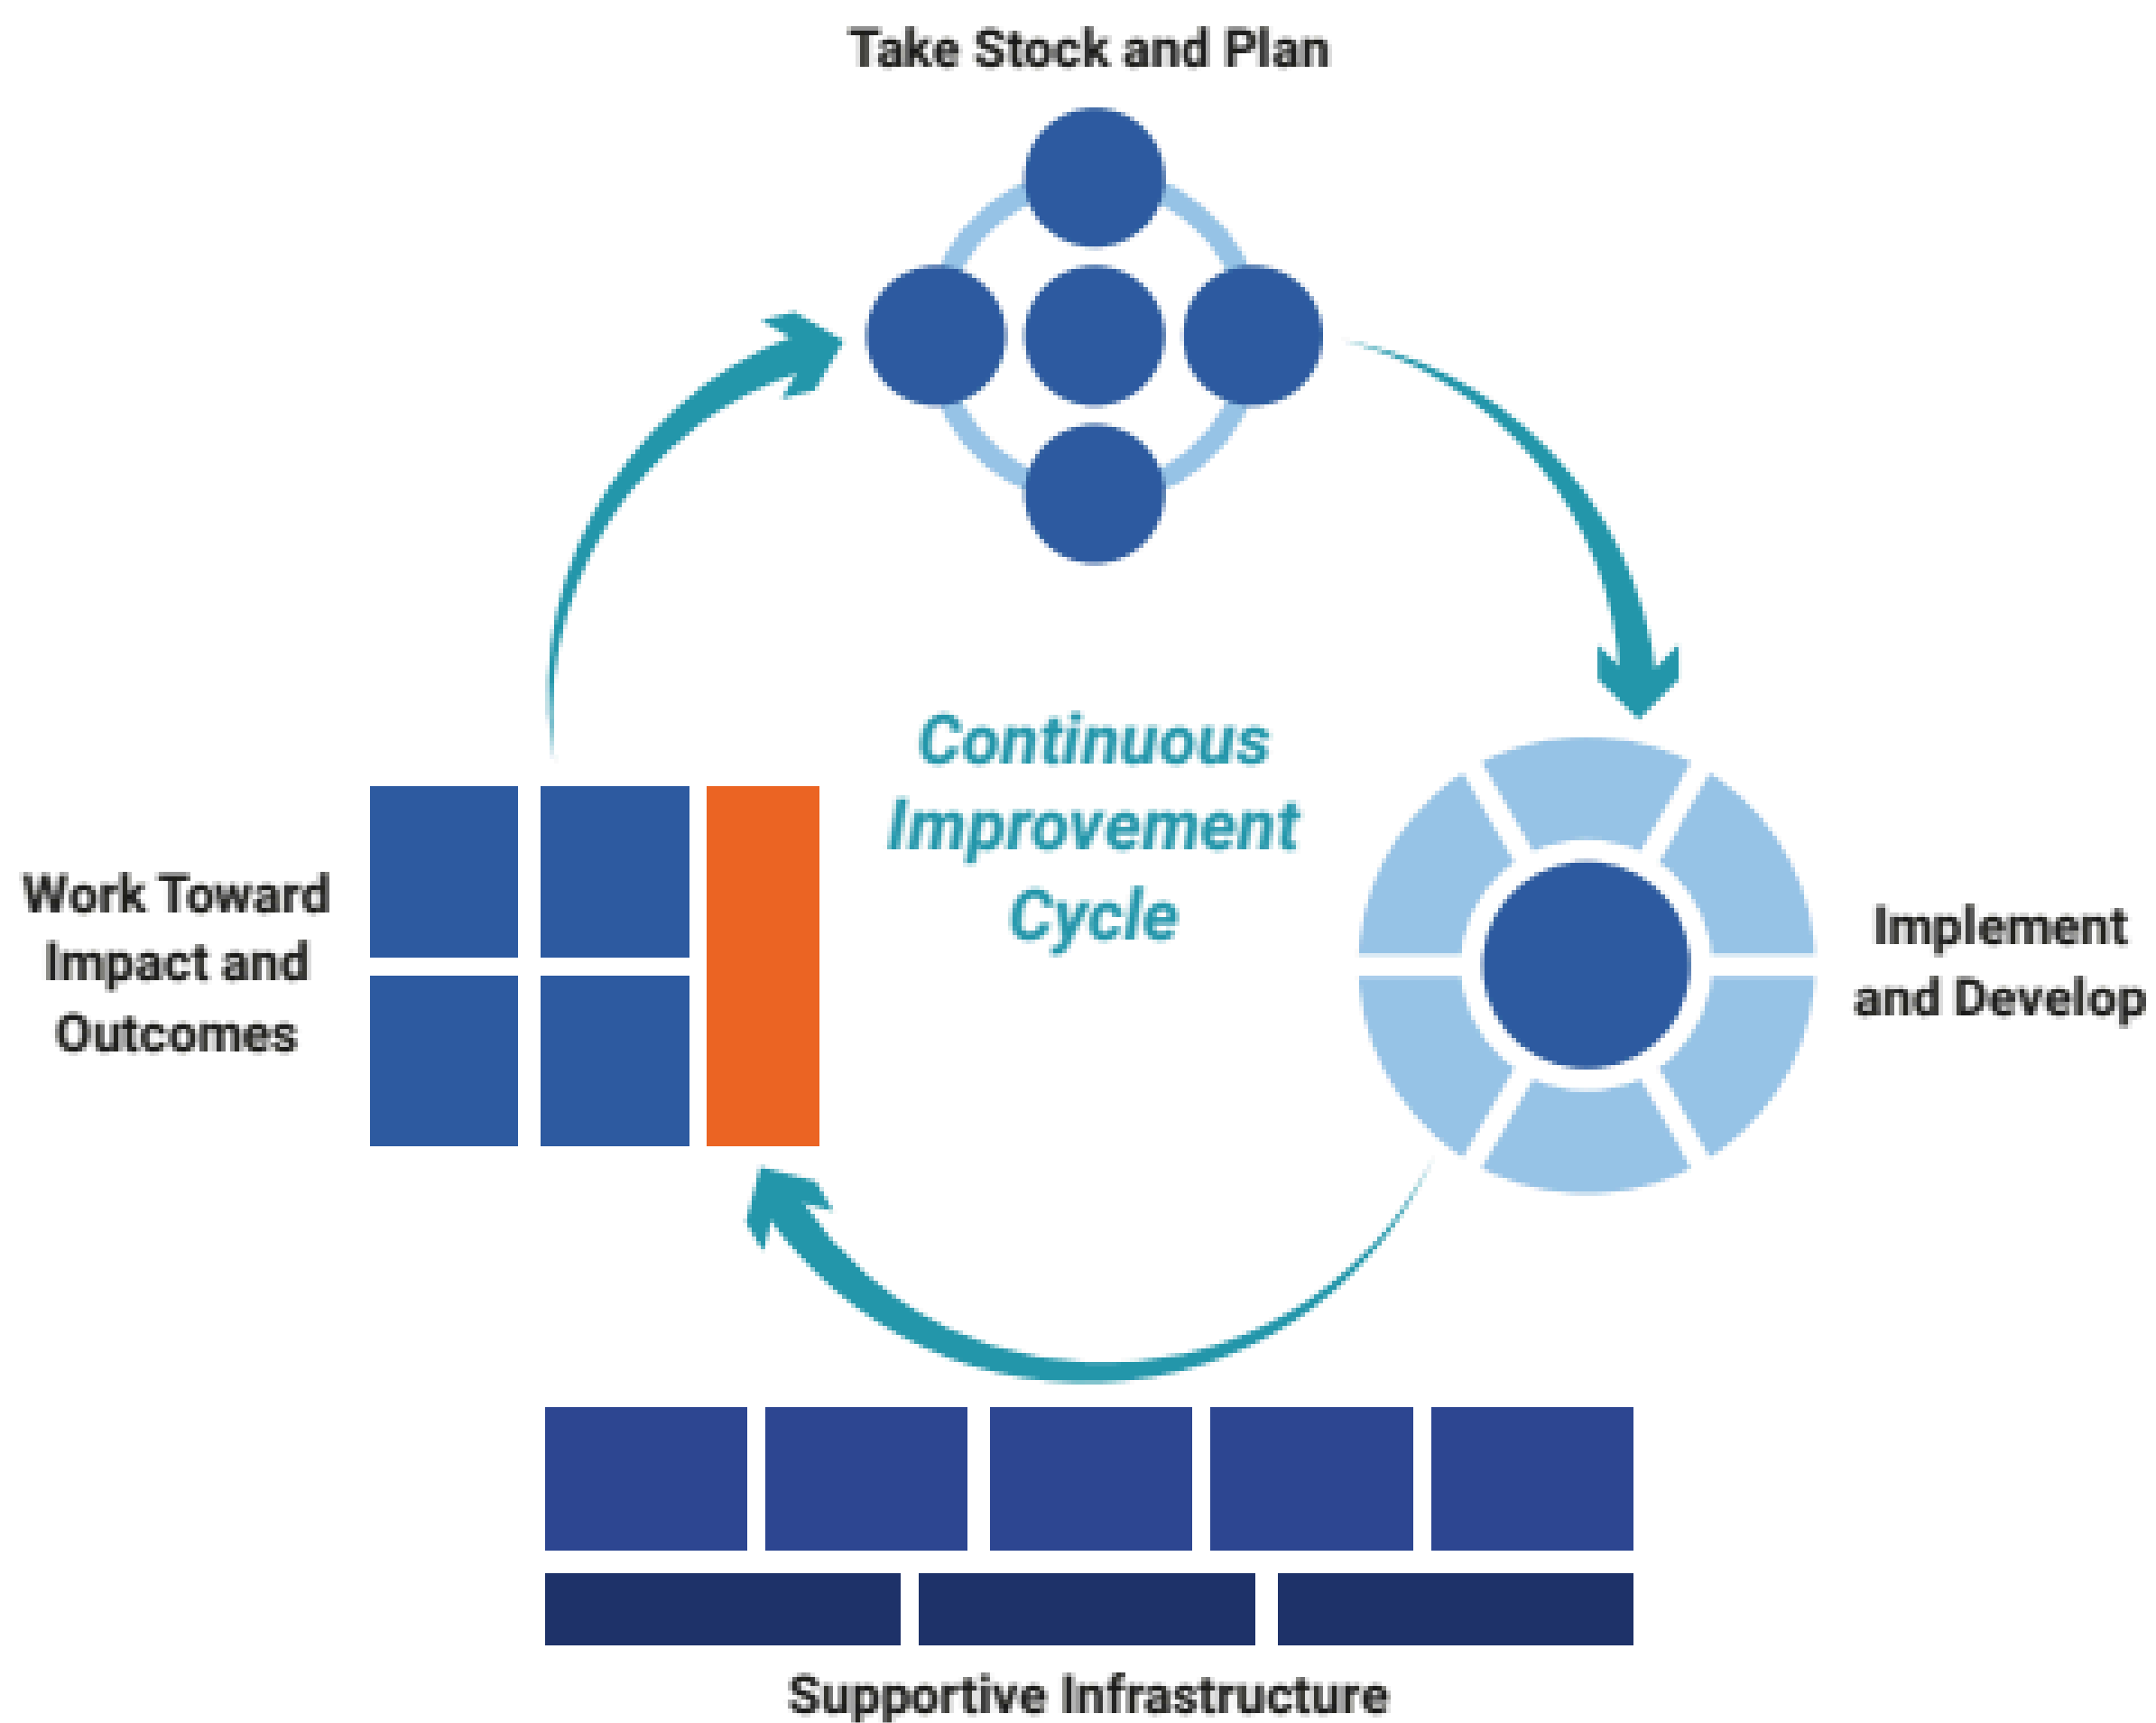 Take Stock and Plan
Continuous
Improvement
Cycle
Work Toward
Impact and
Outcomes
Implement
and Develop
Supportive Infrastructure